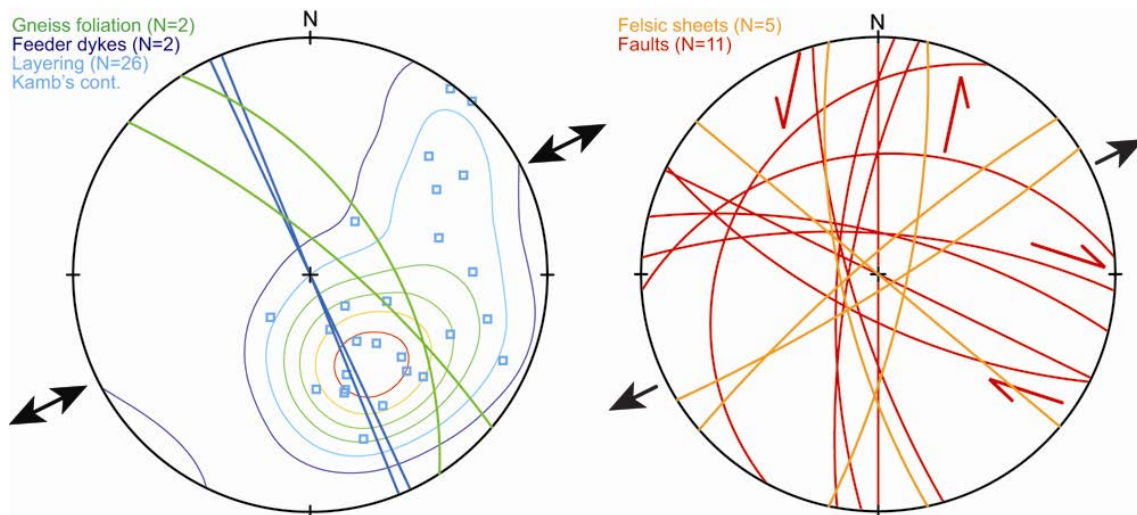 Gneiss foliation (N=2)
Feeder dykes (N=2)
Layering (N=26)
Kamb's cont.
N
Felsic sheets (N=5)
Faults (N=11)
N